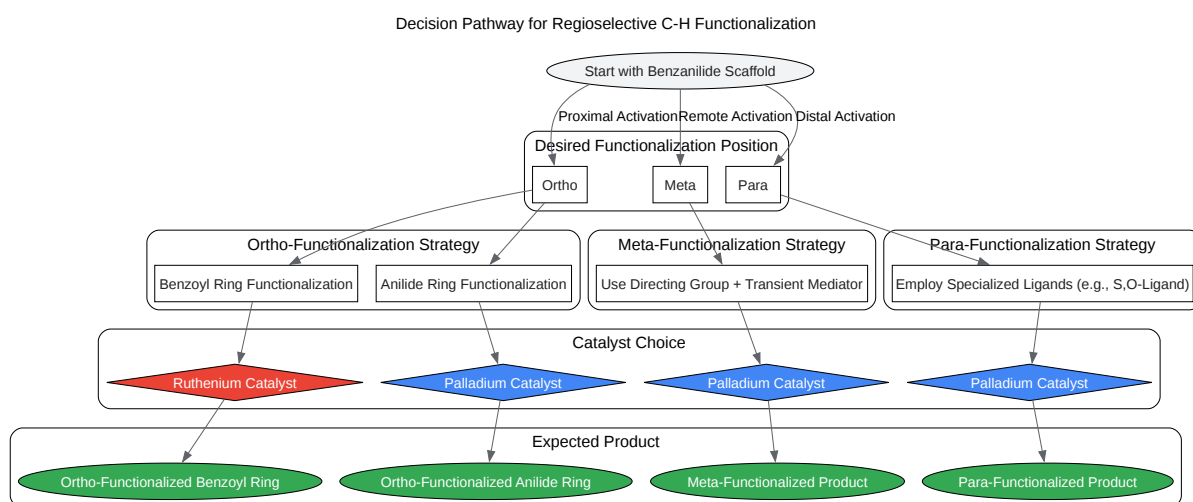 Decision Pathway for Regioselective C-H Functionalization
Start with Benzanilide Scaffold
Proximal Activation
Remote Activation
Distal Activation
Desired Functionalization Position
Ortho
Meta
Para
Ortho-Functionalization Strategy
Meta-Functionalization Strategy
Para-Functionalization Strategy
Benzoyl Ring Functionalization
Anilide Ring Functionalization
Use Directing Group + Transient Mediator
Employ Specialized Ligands (e.g., S,O-Ligand)
Catalyst Choice
Ruthenium Catalyst
Palladium Catalyst
Palladium Catalyst
Palladium Catalyst
Expected Product
Ortho-Functionalized Benzoyl Ring
Ortho-Functionalized Anilide Ring
Meta-Functionalized Product
Para-Functionalized Product